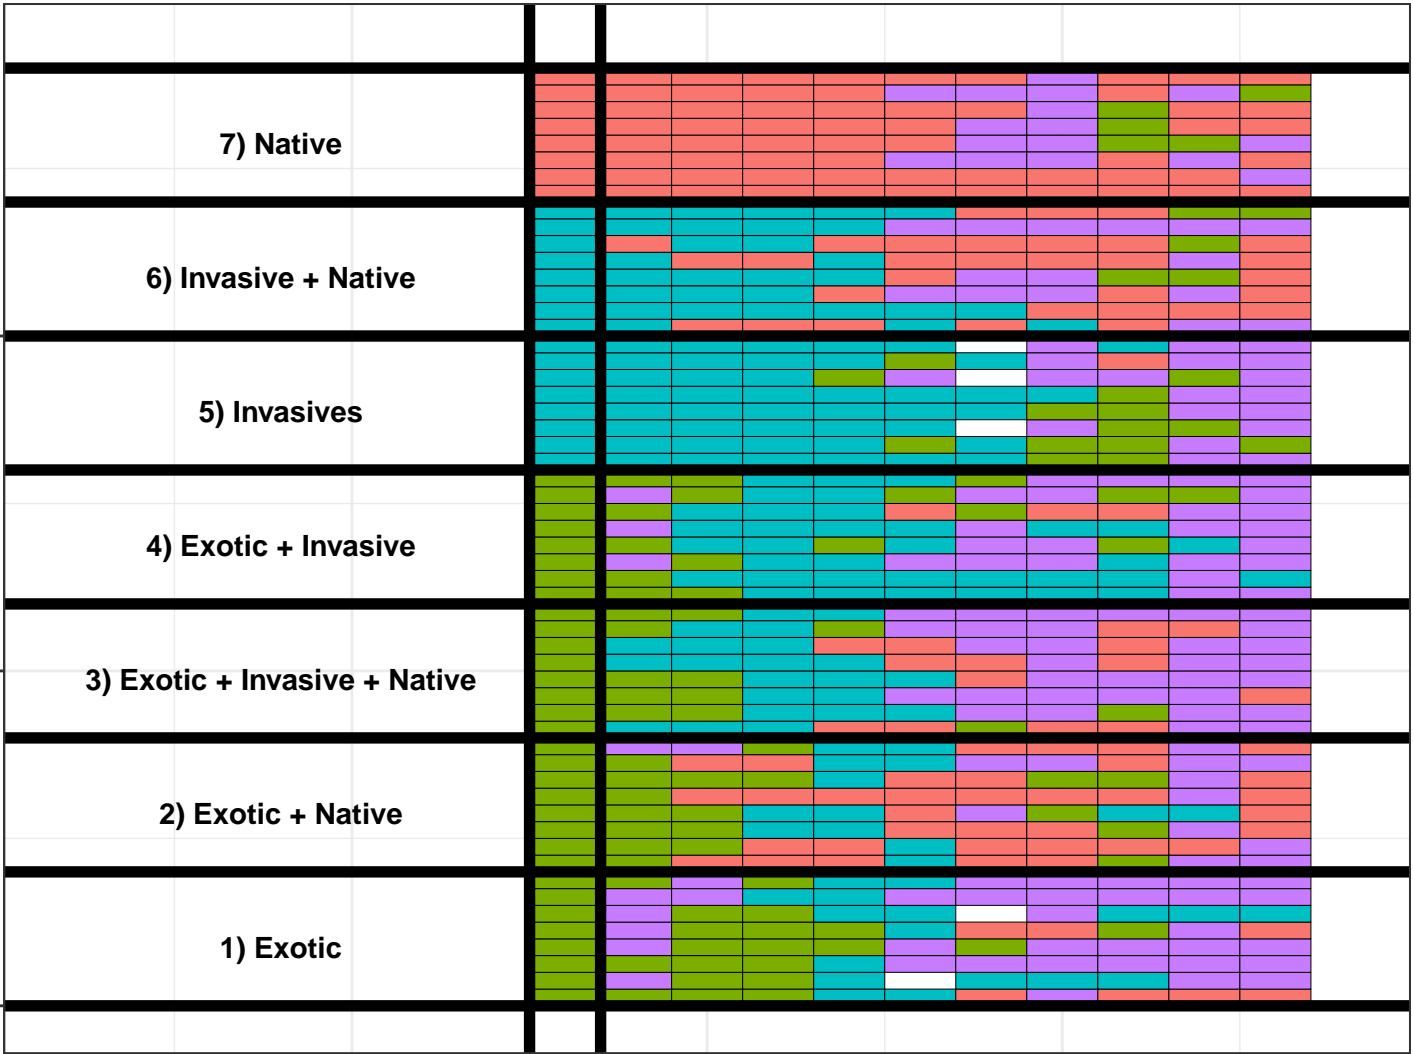 7) Native
6) Invasive + Native
5) Invasives
4) Exotic + Invasive
3) Exotic + Invasive + Native
2) Exotic + Native
1) Exotic